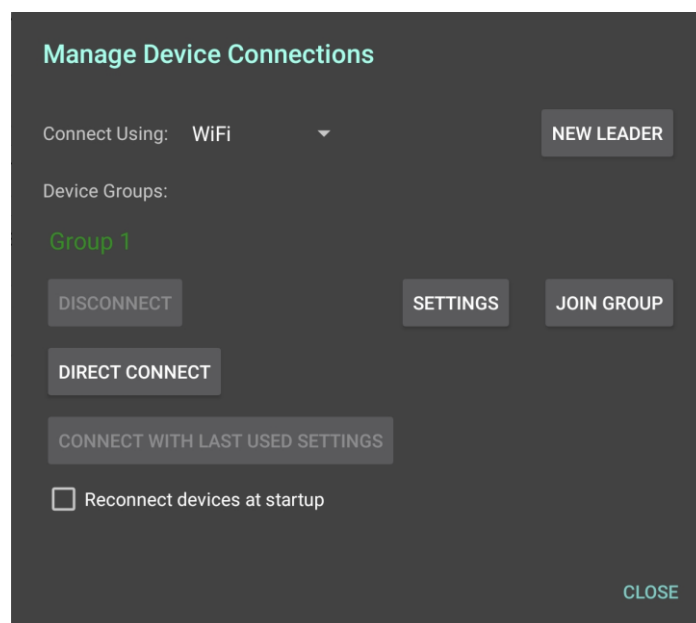 Manage Device Connections
Connect Using: WiFi NEW LEADER
Device Groups:
Group 1
DISCONNECT SETTINGS JOIN GROUP
DIRECT CONNECT
CONNECT WITH LAST USED SETTINGS
Reconnect devices at startup
CLOSE